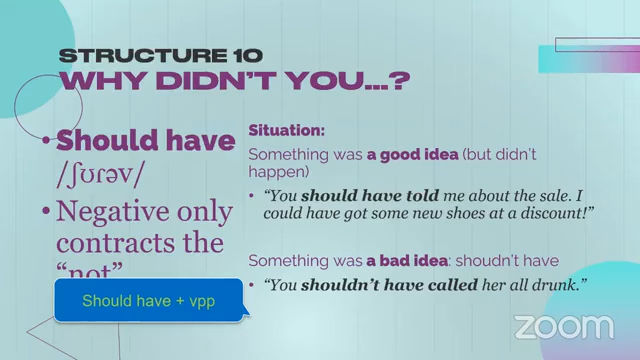 STRUCTURE 10
WHY DIDN'T YOU...?
• Should have
/ʃʊɾəv/
• Negative only
contracts the
"not"
Should have + vpp
Situation:
Something was a good idea (but didn't
happen)
• "You should have told me about the sale. I
could have got some new shoes at a discount!"
Something was a bad idea: shoudn't have
• "You shouldn't have called her all drunk."
zoom